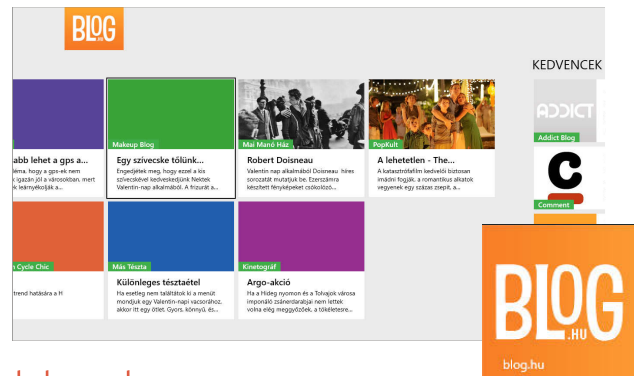 BLOG
KEDVENCEK
abb lehet a gps a...
éma, hogy a gps-ek nem
igazán jól a városokban, mert
k leárnyékolják a...
Makeup Blog
Egy szívecske tőlünk...
Engedjétek meg, hogy ezzel a kis
szívecskével kedveskedjünk Nektek
Valentin-nap alkalmából. A frizurát a...
Mai Manó Ház
Robert Doisneau
Valentin nap alkalmából Doisneau híres
sorozatát mutatjuk be. Ezerszámra
készített fényképeket csókolózó...
PopKult
A lehetetlen - The...
A katasztrófafilm kedvelői biztosan
imádni fogják, a romantikus alkatok
vegyenek egy százas zsepit, a...
ADDICT
Addict Blog
C
Comment
Cycle Chic
trend hatására a H
Más Tészta
Különleges tésztaétel
Ha esetleg nem találtátok ki a menüt
mondjuk egy Valentin-napi vacsorához,
akkor itt egy ötlet. Gyors, könnyű, és...
Kinetográf
Argo-akció
Ha a Hideg nyomon és a Tolvajok városa
imponáló zsánerdarabjai nem lettek
volna elég meggyőzőek, a tökéletesre...
BLOG
.HU
blog.hu